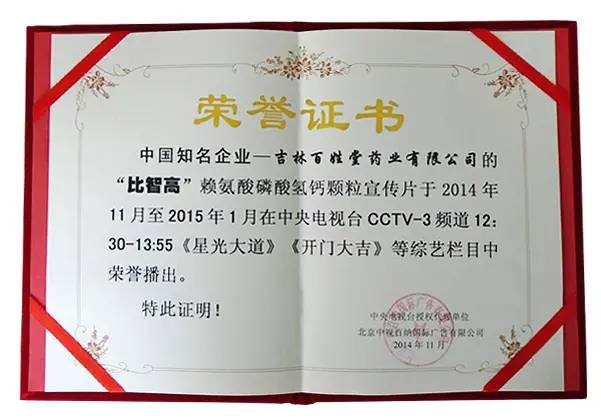 荣誉证书
中国知名企业—吉林百姓堂药业有限公司的
“比智高”赖氨酸磷酸氢钙颗粒宣传片于2014年
11月至2015年1月在中央电视台CCTV-3频道12:
30-13:55《星光大道》《开门大吉》等综艺栏目中
荣誉播出。
特此证明！
中央电视台授权代理单位
北京中视百纳国际广告有限公司
2014年11月